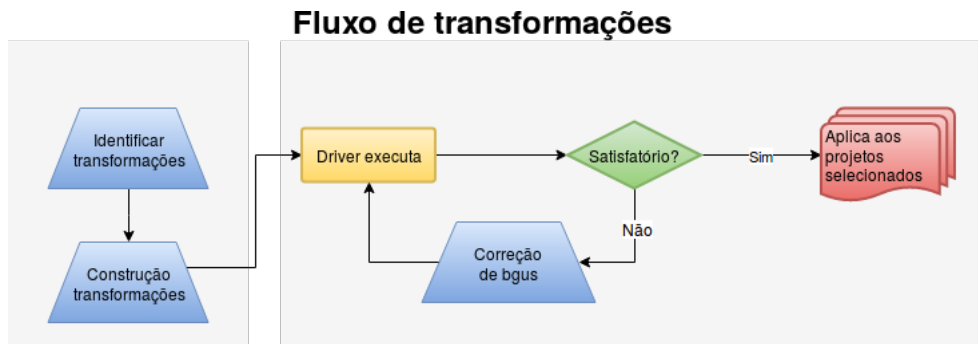 Fluxo de transformações
Identificar
transformações
Construção
transformações
Driver executa
Satisfatório?
Sim
Aplica aos
projetos
selecionados
Não
Correção
de bgus